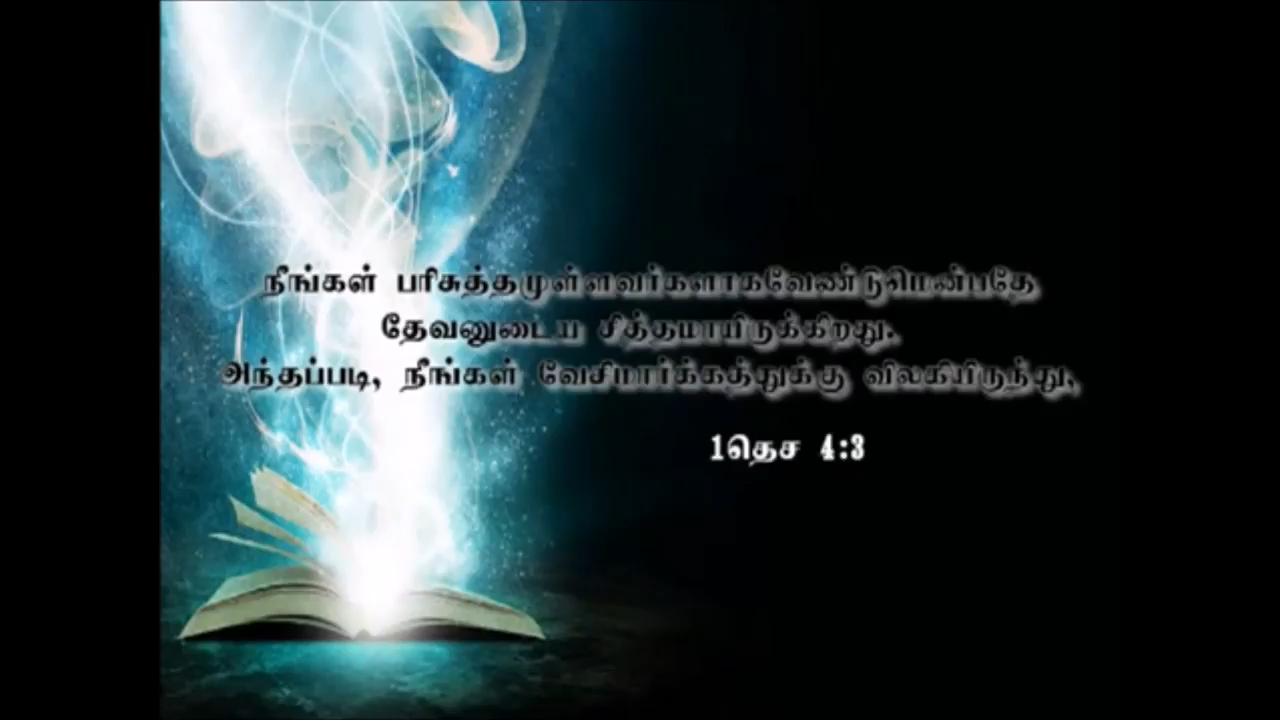 நீங்கள் பரிசுத்தமுள்ளவர்களாகவேண்டுமென்பதே
தேவனுடைய சித்தமாயிருக்கிறது.
அந்தப்படி, நீங்கள் வேசிமார்க்கத்துக்கு விலகியிருந்து,
1தெச 4:3